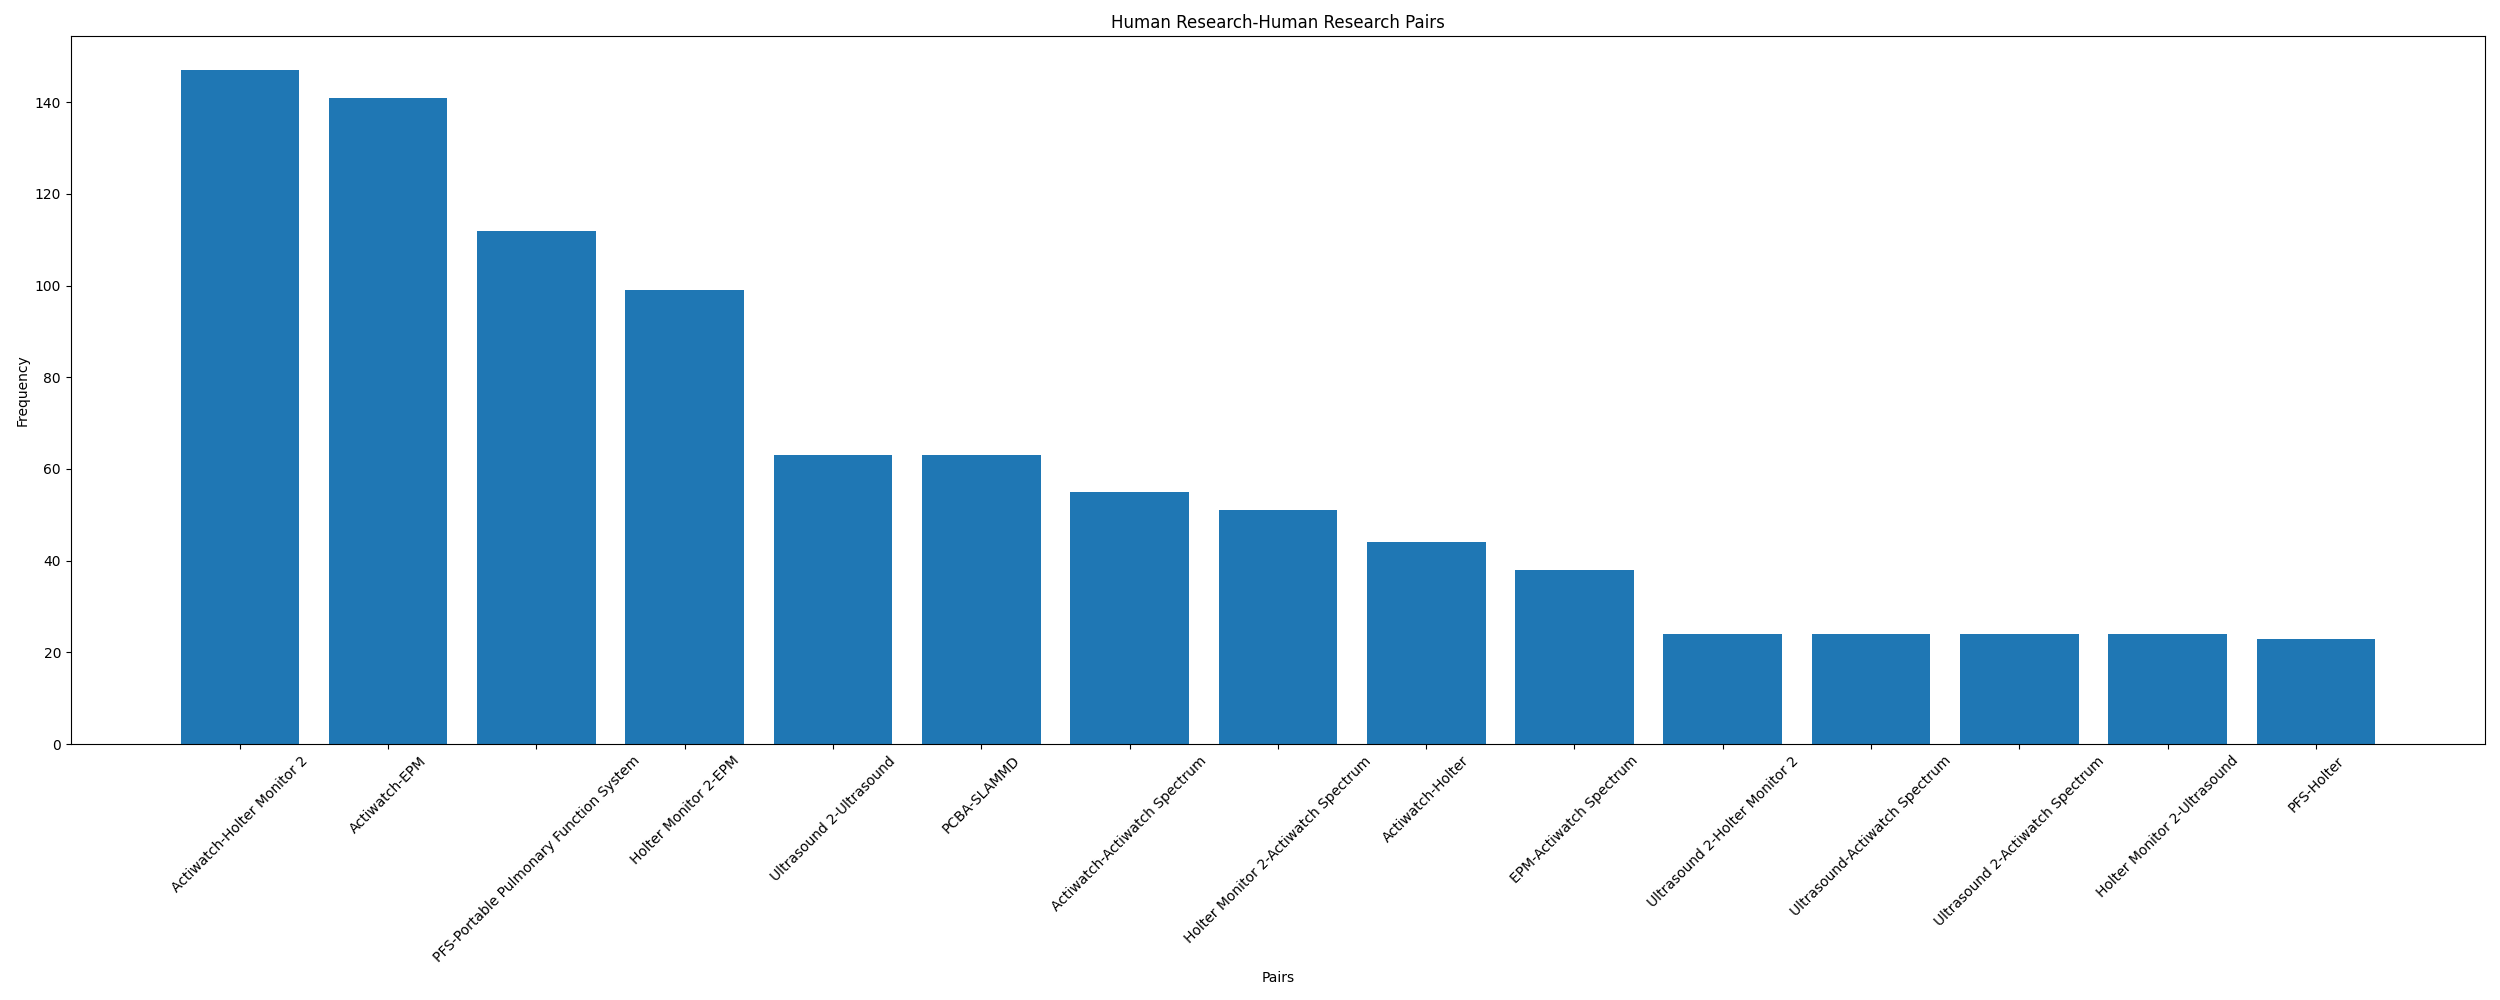 Human Research-Human Research Pairs
Frequency
140
120
100
80
60
40
20
0
Actiwatch-Holter Monitor 2
Actiwatch-EPM
PFS-Portable Pulmonary Function System
Holter Monitor 2-EPM
Ultrasound 2-Ultrasound
PCBA-SLAMMD
Actiwatch-Actiwatch Spectrum
Holter Monitor 2-Actiwatch Spectrum
Actiwatch-Holter
EPM-Actiwatch Spectrum
Ultrasound 2-Holter Monitor 2
Ultrasound-Actiwatch Spectrum
Ultrasound 2-Actiwatch Spectrum
Holter Monitor 2-Ultrasound
PFS-Holter
Pairs